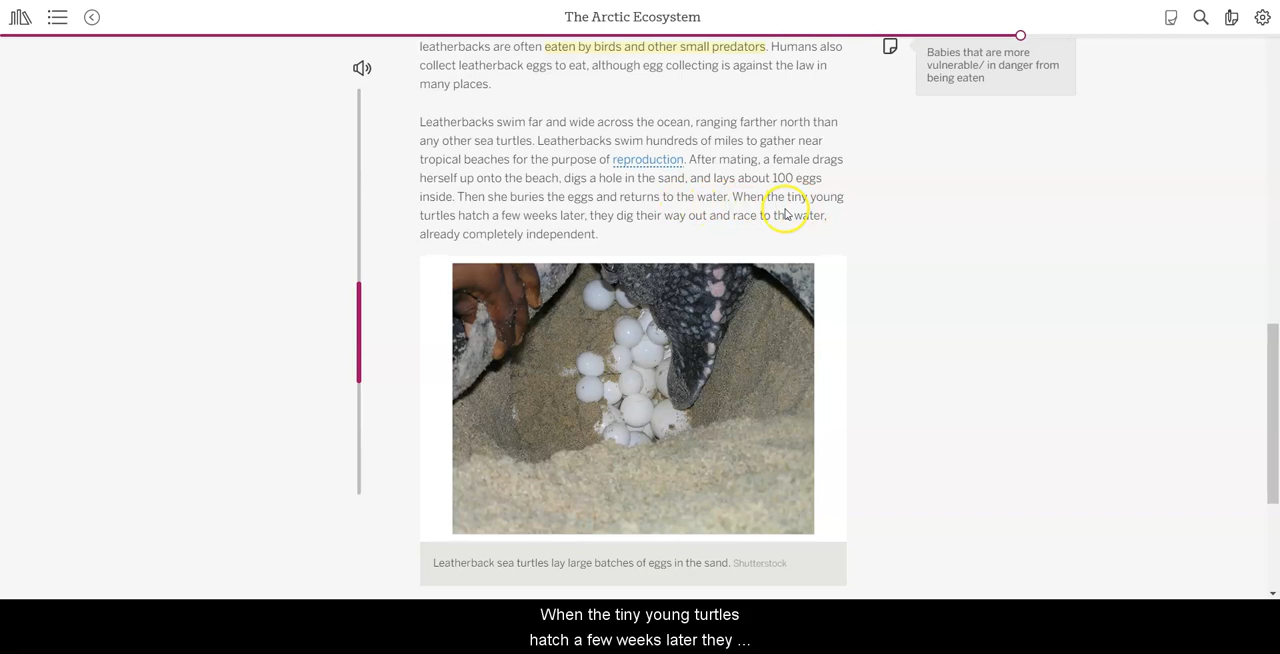 The Arctic Ecosystem
leatherbacks are often eaten by birds and other small predators. Humans also
collect leatherback eggs to eat, although egg collecting is against the law in
many places.
Babies that are more
vulnerable/ in danger from
being eaten
Leatherbacks swim far and wide across the ocean, ranging farther north than
any other sea turtles. Leatherbacks swim hundreds of miles to gather near
tropical beaches for the purpose of reproduction. After mating, a female drags
herself up onto the beach, digs a hole in the sand, and lays about 100 eggs
inside. Then she buries the eggs and returns to the water. When the tiny young
turtles hatch a few weeks later, they dig their way out and race to the water,
already completely independent.
Leatherback sea turtles lay large batches of eggs in the sand. Shutterstock
When the tiny young turtles
hatch a few weeks later they ...